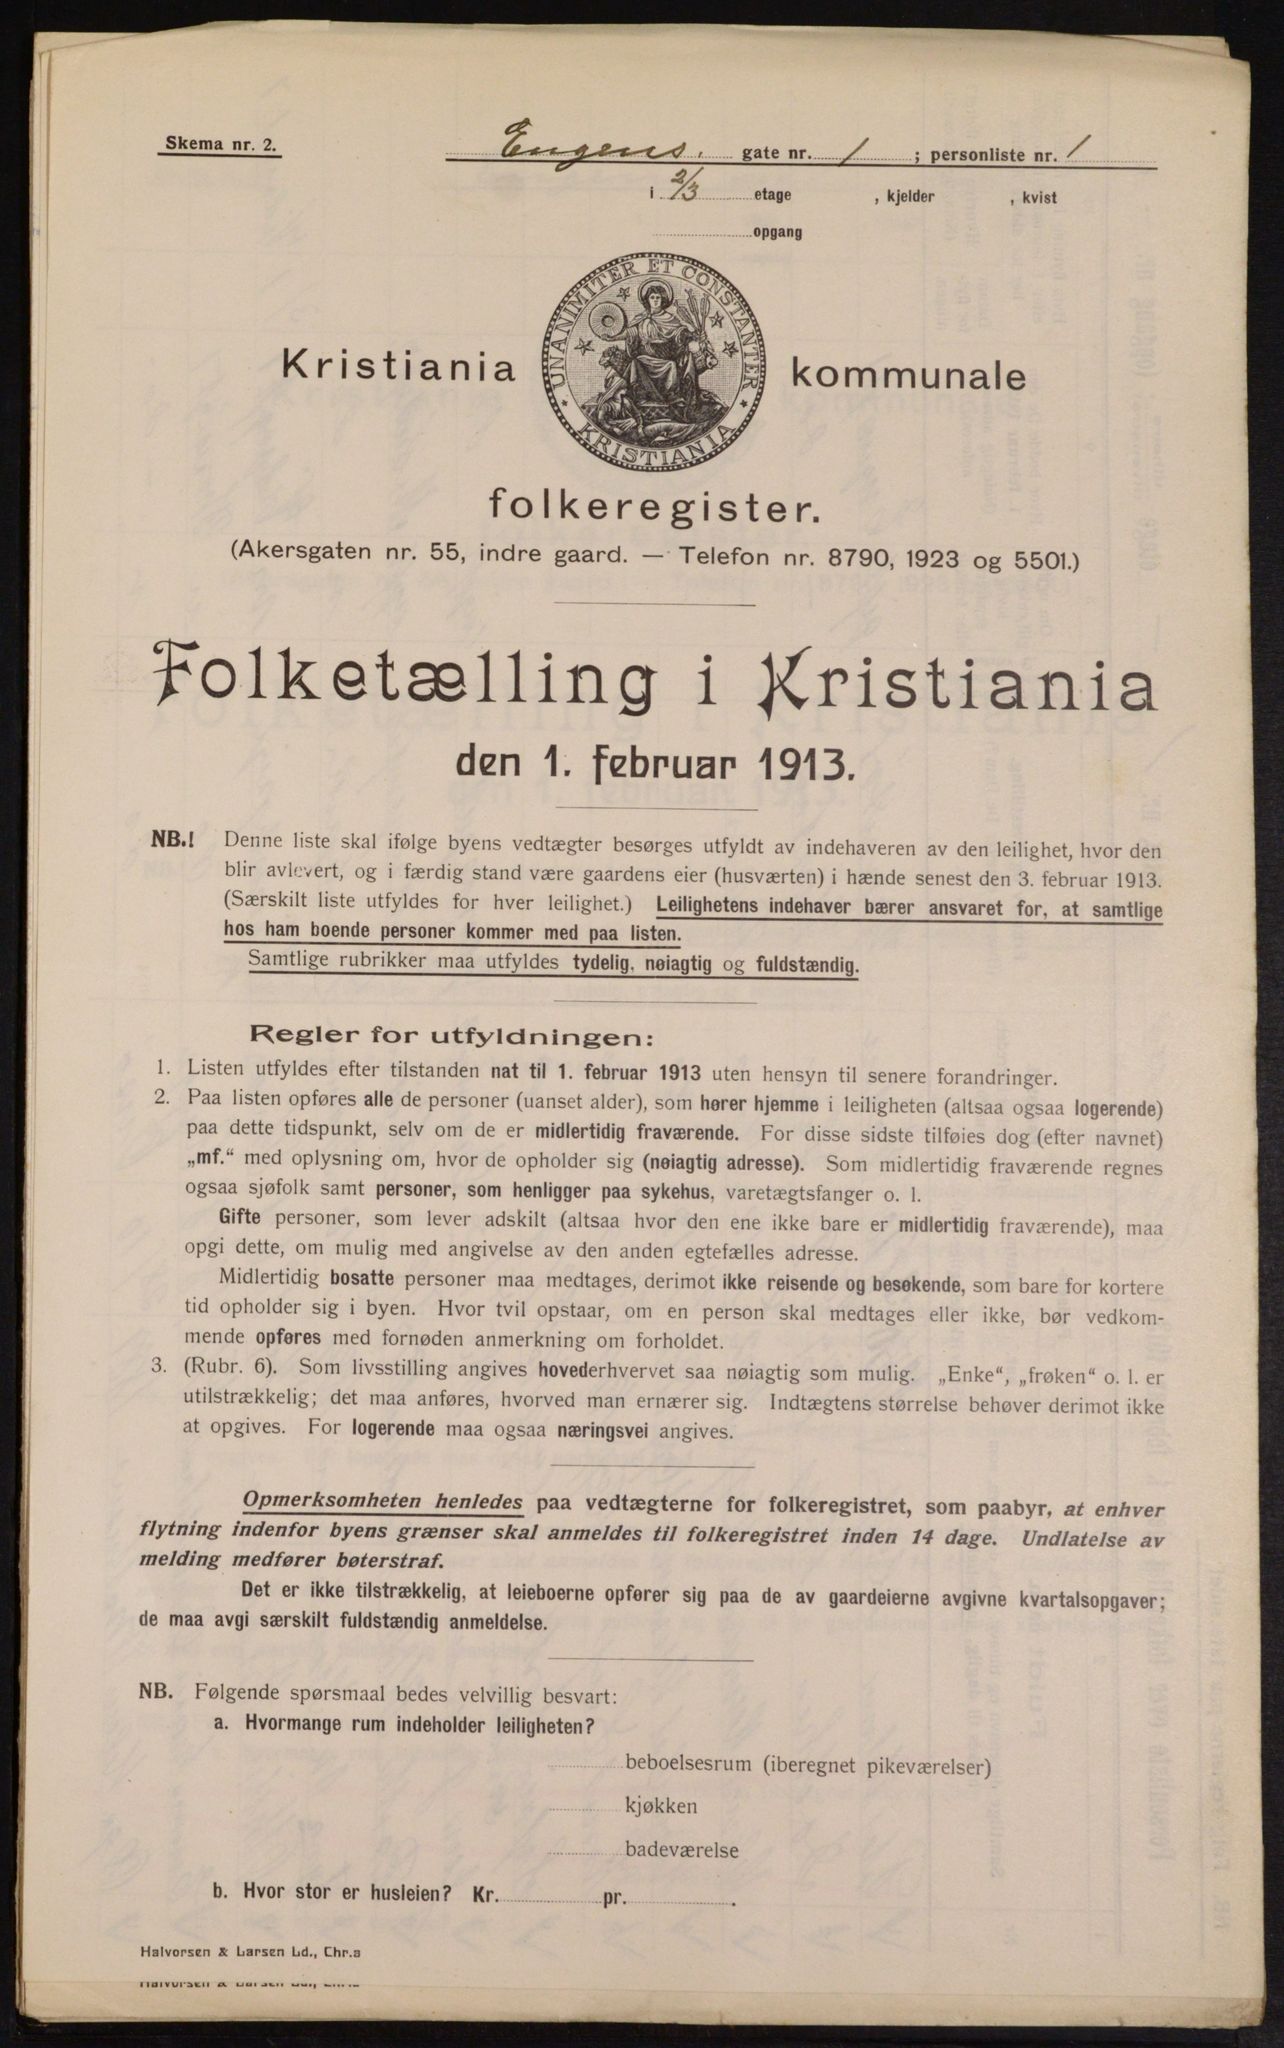 Skema nr. 2.
Eugens gate nr. 1 ; personliste nr. 1
i 2/3 etage , kjelder , kvist
opgang
UNANIMITER ET CONSTANTER
KRISTIANIA
Kristiania kommunale
folkeregister.
(Akersgaten nr. 55, indre gaard. — Telefon nr. 8790, 1923 og 5501.)
Folketælling i Kristiania
den 1. februar 1913.
NB.! Denne liste skal ifølge byens vedtægter besørges utfyldt av indehaveren av den leilighet, hvor den
blir avlevert, og i færdig stand være gaardens eier (husværten) i hænde senest den 3. februar 1913.
(Særskilt liste utfyldes for hver leilighet.) Leilighetens indehaver bærer ansvaret for, at samtlige
hos ham boende personer kommer med paa listen.
Samtlige rubrikker maa utfyldes tydelig, nøiagtig og fuldstændig.
Regler for utfyldningen:
1. Listen utfyldes efter tilstanden nat til 1. februar 1913 uten hensyn til senere forandringer.
2. Paa listen opføres alle de personer (uanset alder), som hører hjemme i leiligheten (altsaa ogsaa logerende)
paa dette tidspunkt, selv om de er midlertidig fraværende. For disse sidste tilføies dog (efter navnet)
„mf.“ med oplysning om, hvor de opholder sig (nøiagtig adresse). Som midlertidig fraværende regnes
ogsaa sjøfolk samt personer, som henligger paa sykehus, varetægtsfanger o. l.
Gifte personer, som lever adskilt (altsaa hvor den ene ikke bare er midlertidig fraværende), maa
opgi dette, om mulig med angivelse av den anden egtefælles adresse.
Midlertidig bosatte personer maa medtages, derimot ikke reisende og besøkende, som bare for kortere
tid opholder sig i byen. Hvor tvil opstaar, om en person skal medtages eller ikke, bør vedkom-
mende opføres med fornøden anmerkning om forholdet.
3. (Rubr. 6). Som livsstilling angives hovederhvervet saa nøiagtig som mulig. „Enke“, „frøken“ o. l. er
utilstrækkelig; det maa anføres, hvorved man ernærer sig. Indtægtens størrelse behøver derimot ikke
at opgives. For logerende maa ogsaa næringsvei angives.
Opmerksomheten henledes paa vedtægterne for folkeregistret, som paabyr, at enhver
flytning indenfor byens grænser skal anmeldes til folkeregistret inden 14 dage. Undlatelse av
melding medfører bøterstraf.
Det er ikke tilstrækkelig, at leieboerne opfører sig paa de av gaardeierne avgivne kvartalsopgaver;
de maa avgi særskilt fuldstændig anmeldelse.
NB. Følgende spørsmaal bedes velvillig besvart:
a. Hvormange rum indeholder leiligheten?
beboelsesrum (iberegnet pikeværelser)
kjøkken
badeværelse
b. Hvor stor er husleien? Kr. pr. .
Halvorsen & Larsen Ld., Chr.a
Halvorsen & Larsen Ld., Chr.a